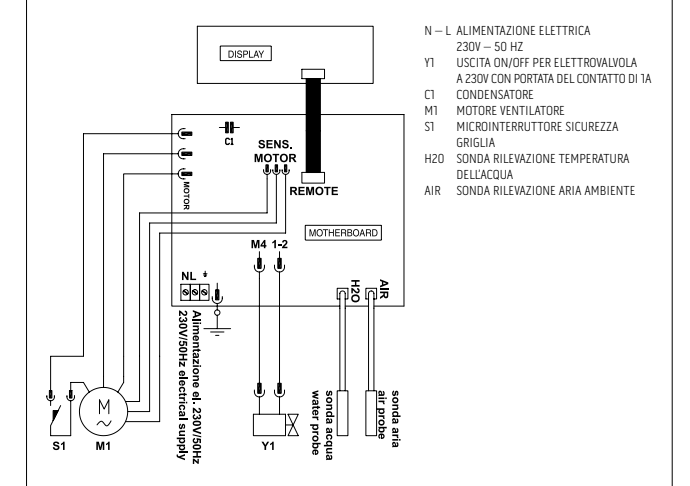 DISPLAY
C1
SENS.
MOTOR
REMOTE
MOTOR
MOTHERBOARD
M4 1-2
NL
H2O
AIR
Alimentazione el. 230V/50Hz
230V/50Hz electrical supply
sonda acqua
water probe
sonda aria
air probe
M
S1
M1
Y1
N – L ALIMENTAZIONE ELETTRICA
230V – 50 HZ
Y1 USCITA ON/OFF PER ELETTROVALVOLA
A 230V CON PORTATA DEL CONTATTO DI 1A
C1 CONDENSATORE
M1 MOTORE VENTILATORE
S1 MICROINTERRUTTORE SICUREZZA
GRIGLIA
H2O SONDA RILEVAZIONE TEMPERATURA
DELL'ACQUA
AIR SONDA RILEVAZIONE ARIA AMBIENTE